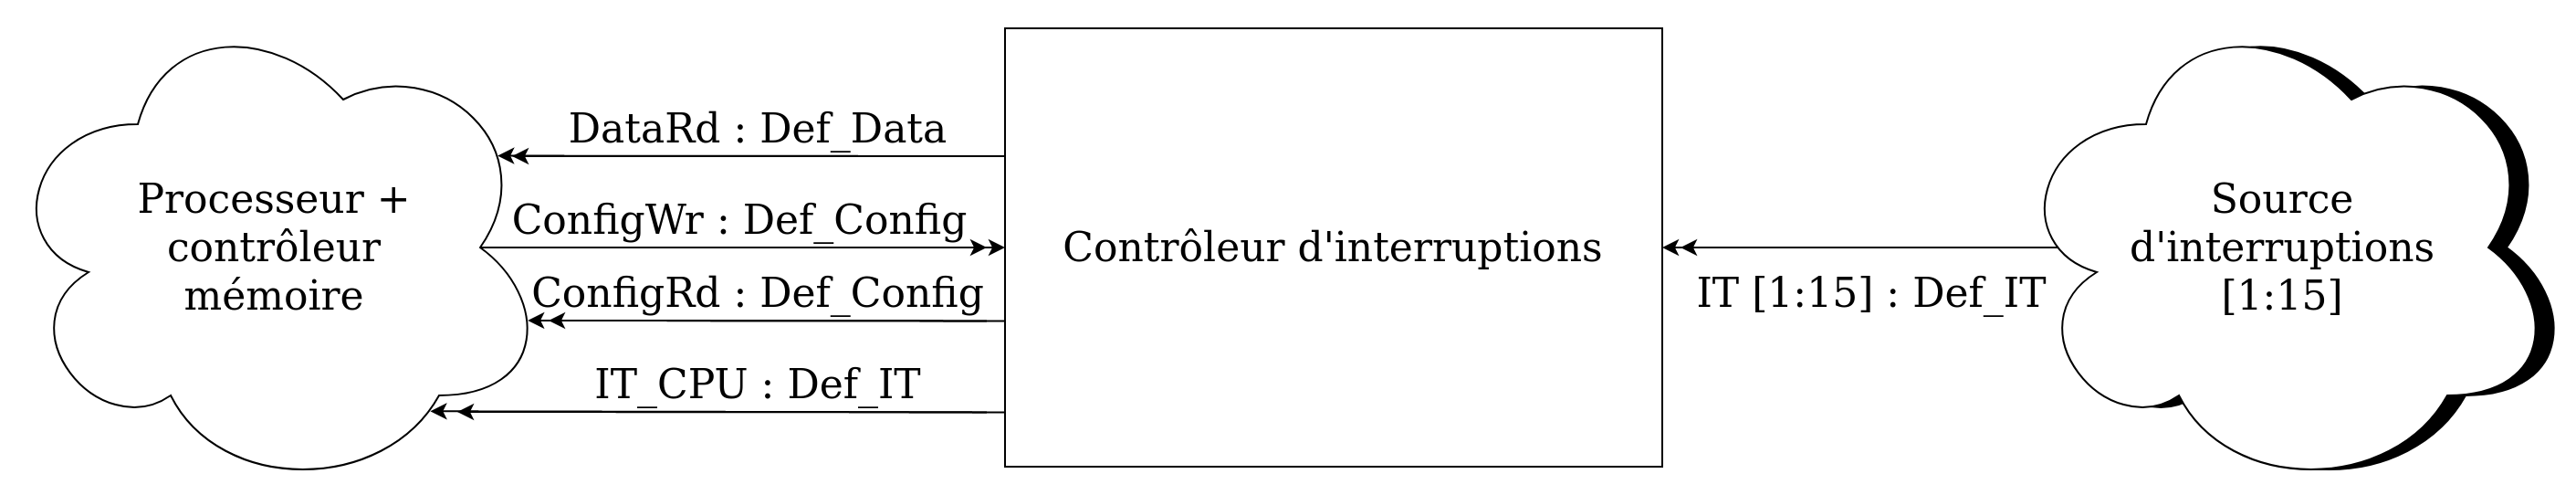 Processeur +
contrôleur
mémoire
DataRd : Def_Data
ConfigWr : Def_Config
ConfigRd : Def_Config
IT_CPU : Def_IT
Contrôleur d'interruptions
IT [1:15] : Def_IT
Source
d'interruptions
[1:15]